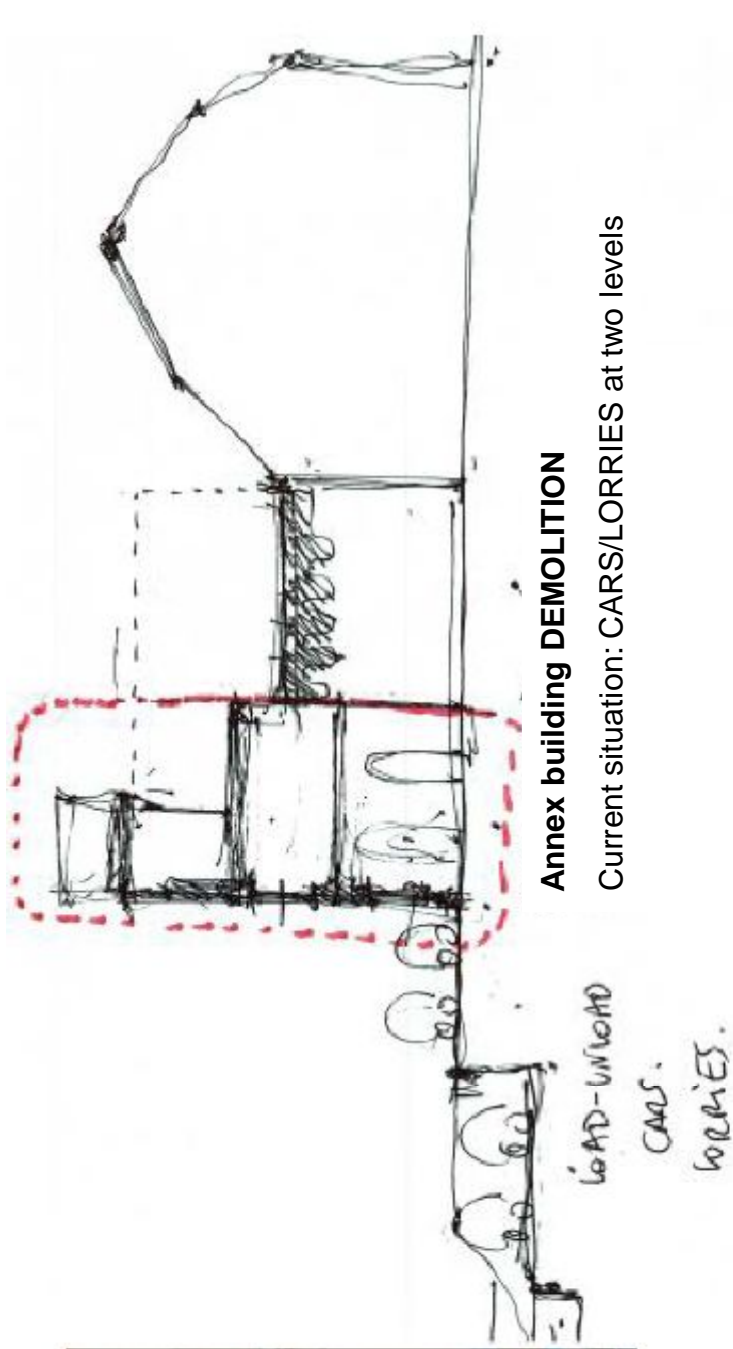 Annex building DEMOLITION
Current situation: CARS/LORRIES at two levels
LOAD-UNLOAD
CARS.
LORRIES.